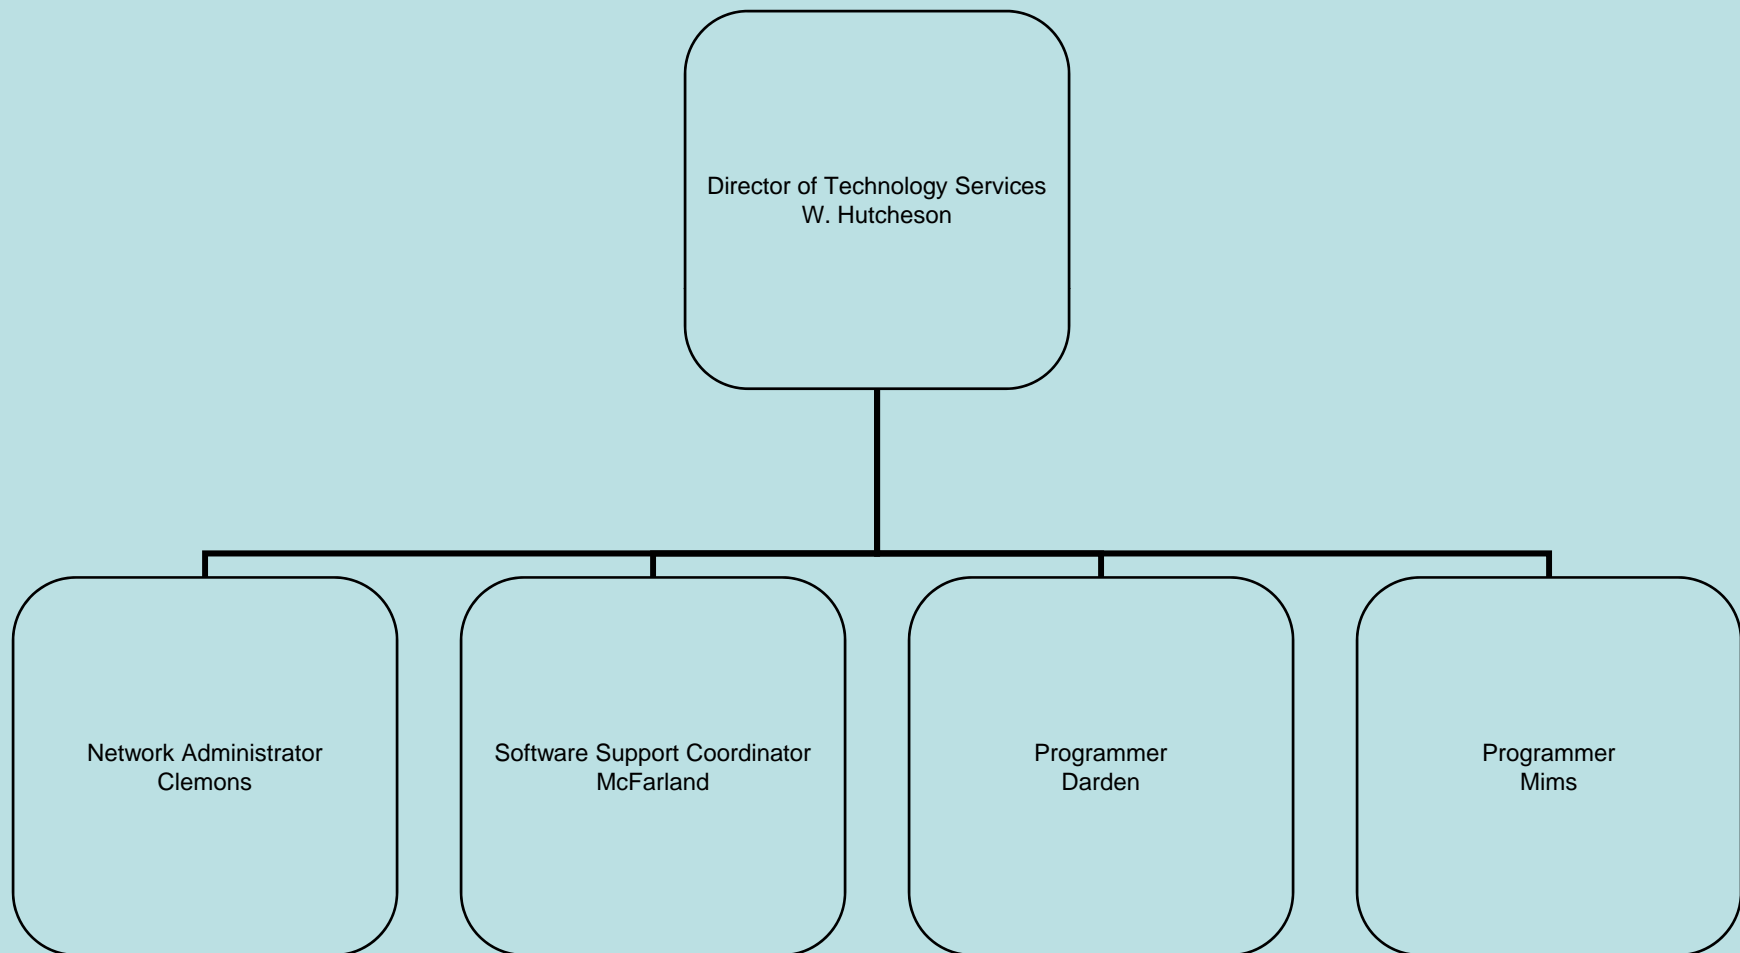 Director of Technology Services
W. Hutcheson
Network Administrator
Clemons
Software Support Coordinator
McFarland
Programmer
Darden
Programmer
Mims